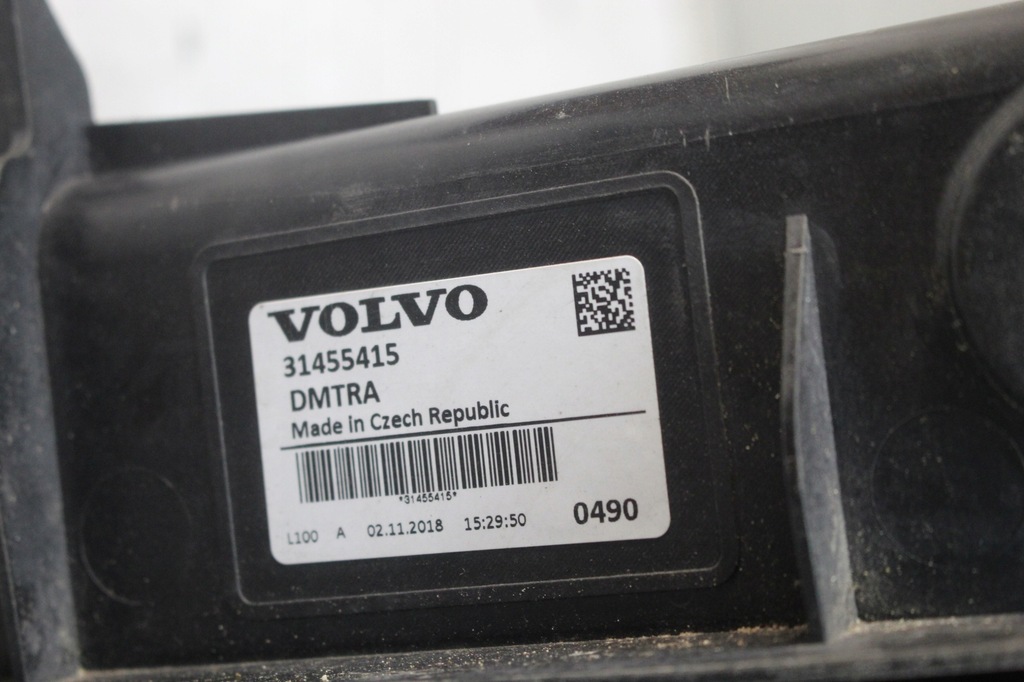 VOLVO
31455415
DMTRA
Made in Czech Republic
*31455415*
L100 A 02.11.2018 15:29:50 0490